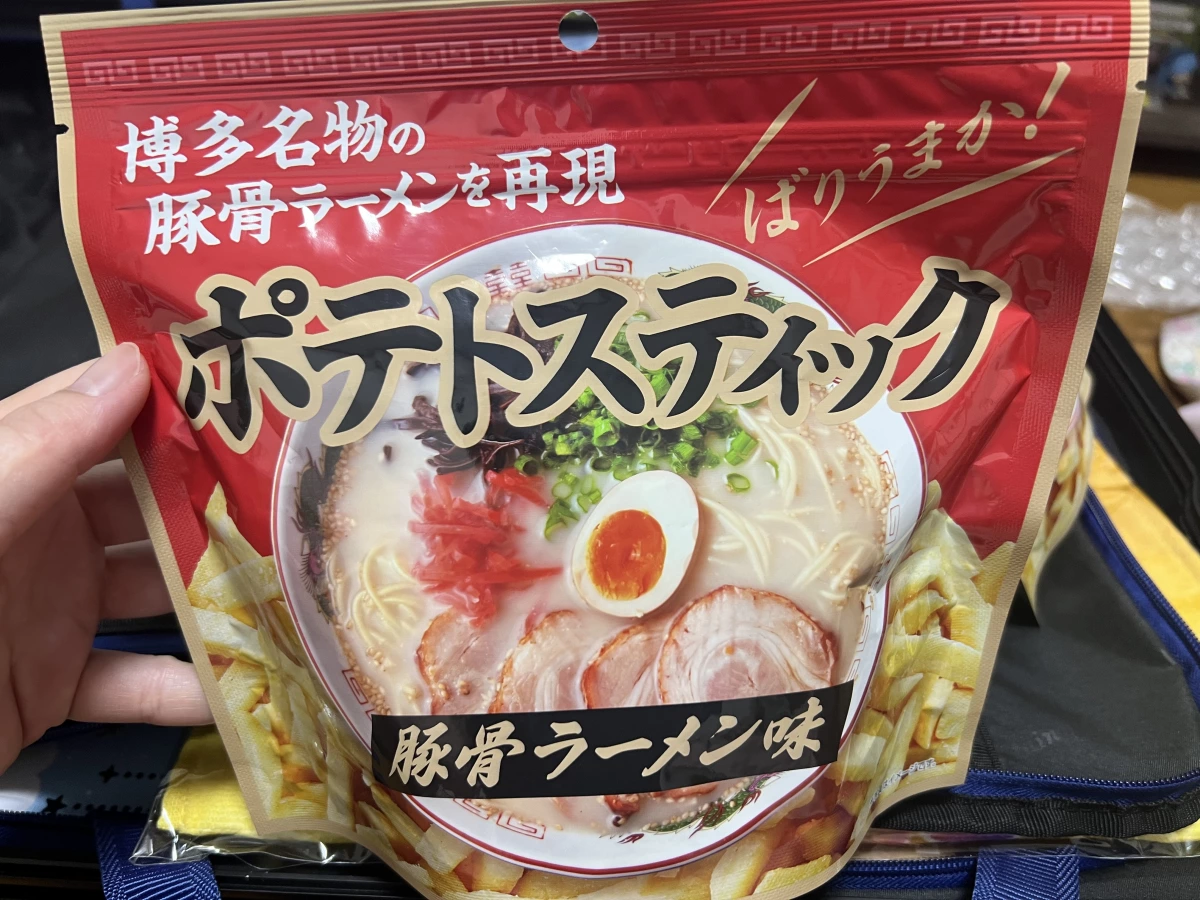 博多名物の
豚骨ラーメンを再現
ばりうまか!
ポテトスティック
豚骨ラーメン味